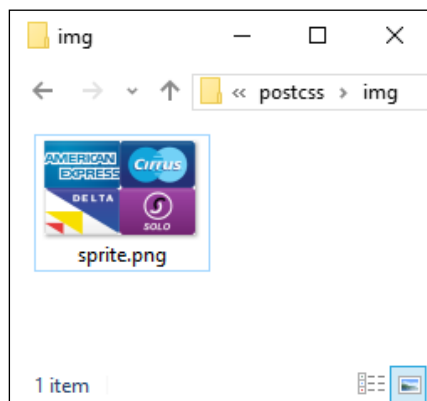 img
« postcss › img
AMERICAN
EXPRESS
Cirrus
DELTA
SOLO
sprite.png
1 item